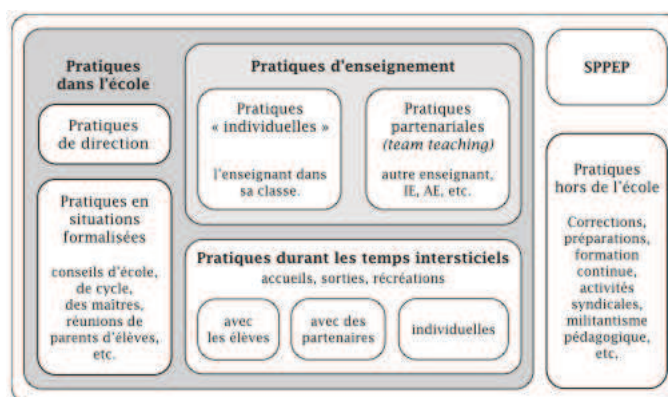 Pratiques
dans l'école
Pratiques
de direction
Pratiques en
situations
formalisées
conseils d'école,
de cycle,
des maîtres,
réunions de
parents d'élèves,
etc.
Pratiques d'enseignement
Pratiques
« individuelles »
l'enseignant dans
sa classe.
Pratiques
partenariales
(team teaching)
autre enseignant,
IE, AE, etc.
Pratiques durant les temps intersticiels
accueils, sorties, récréations
avec
les élèves
avec des
partenaires
individuelles
SPPEP
Pratiques
hors de l'école
Corrections,
préparations,
formation
continue,
activités
syndicales,
militantisme
pédagogique,
etc.